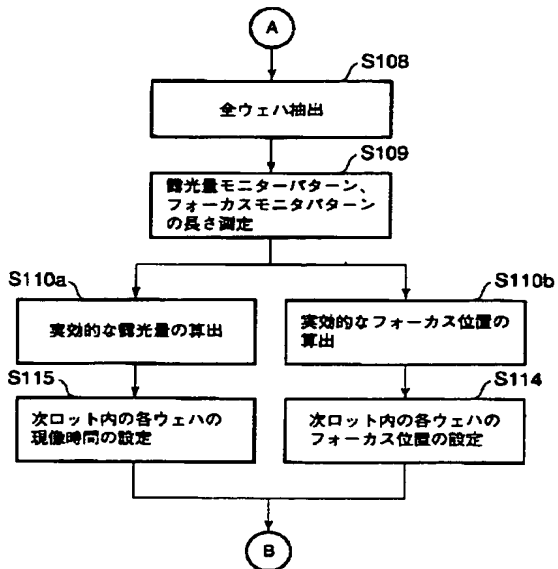 A
S108
全ウェハ抽出
S109
露光量モニターパターン、
フォーカスモニタパターン
の長さ測定
S110a
実効的な露光量の算出
S110b
実効的なフォーカス位置の
算出
S115
次ロット内の各ウェハの
現像時間の設定
S114
次ロット内の各ウェハの
フォーカス位置の設定
B